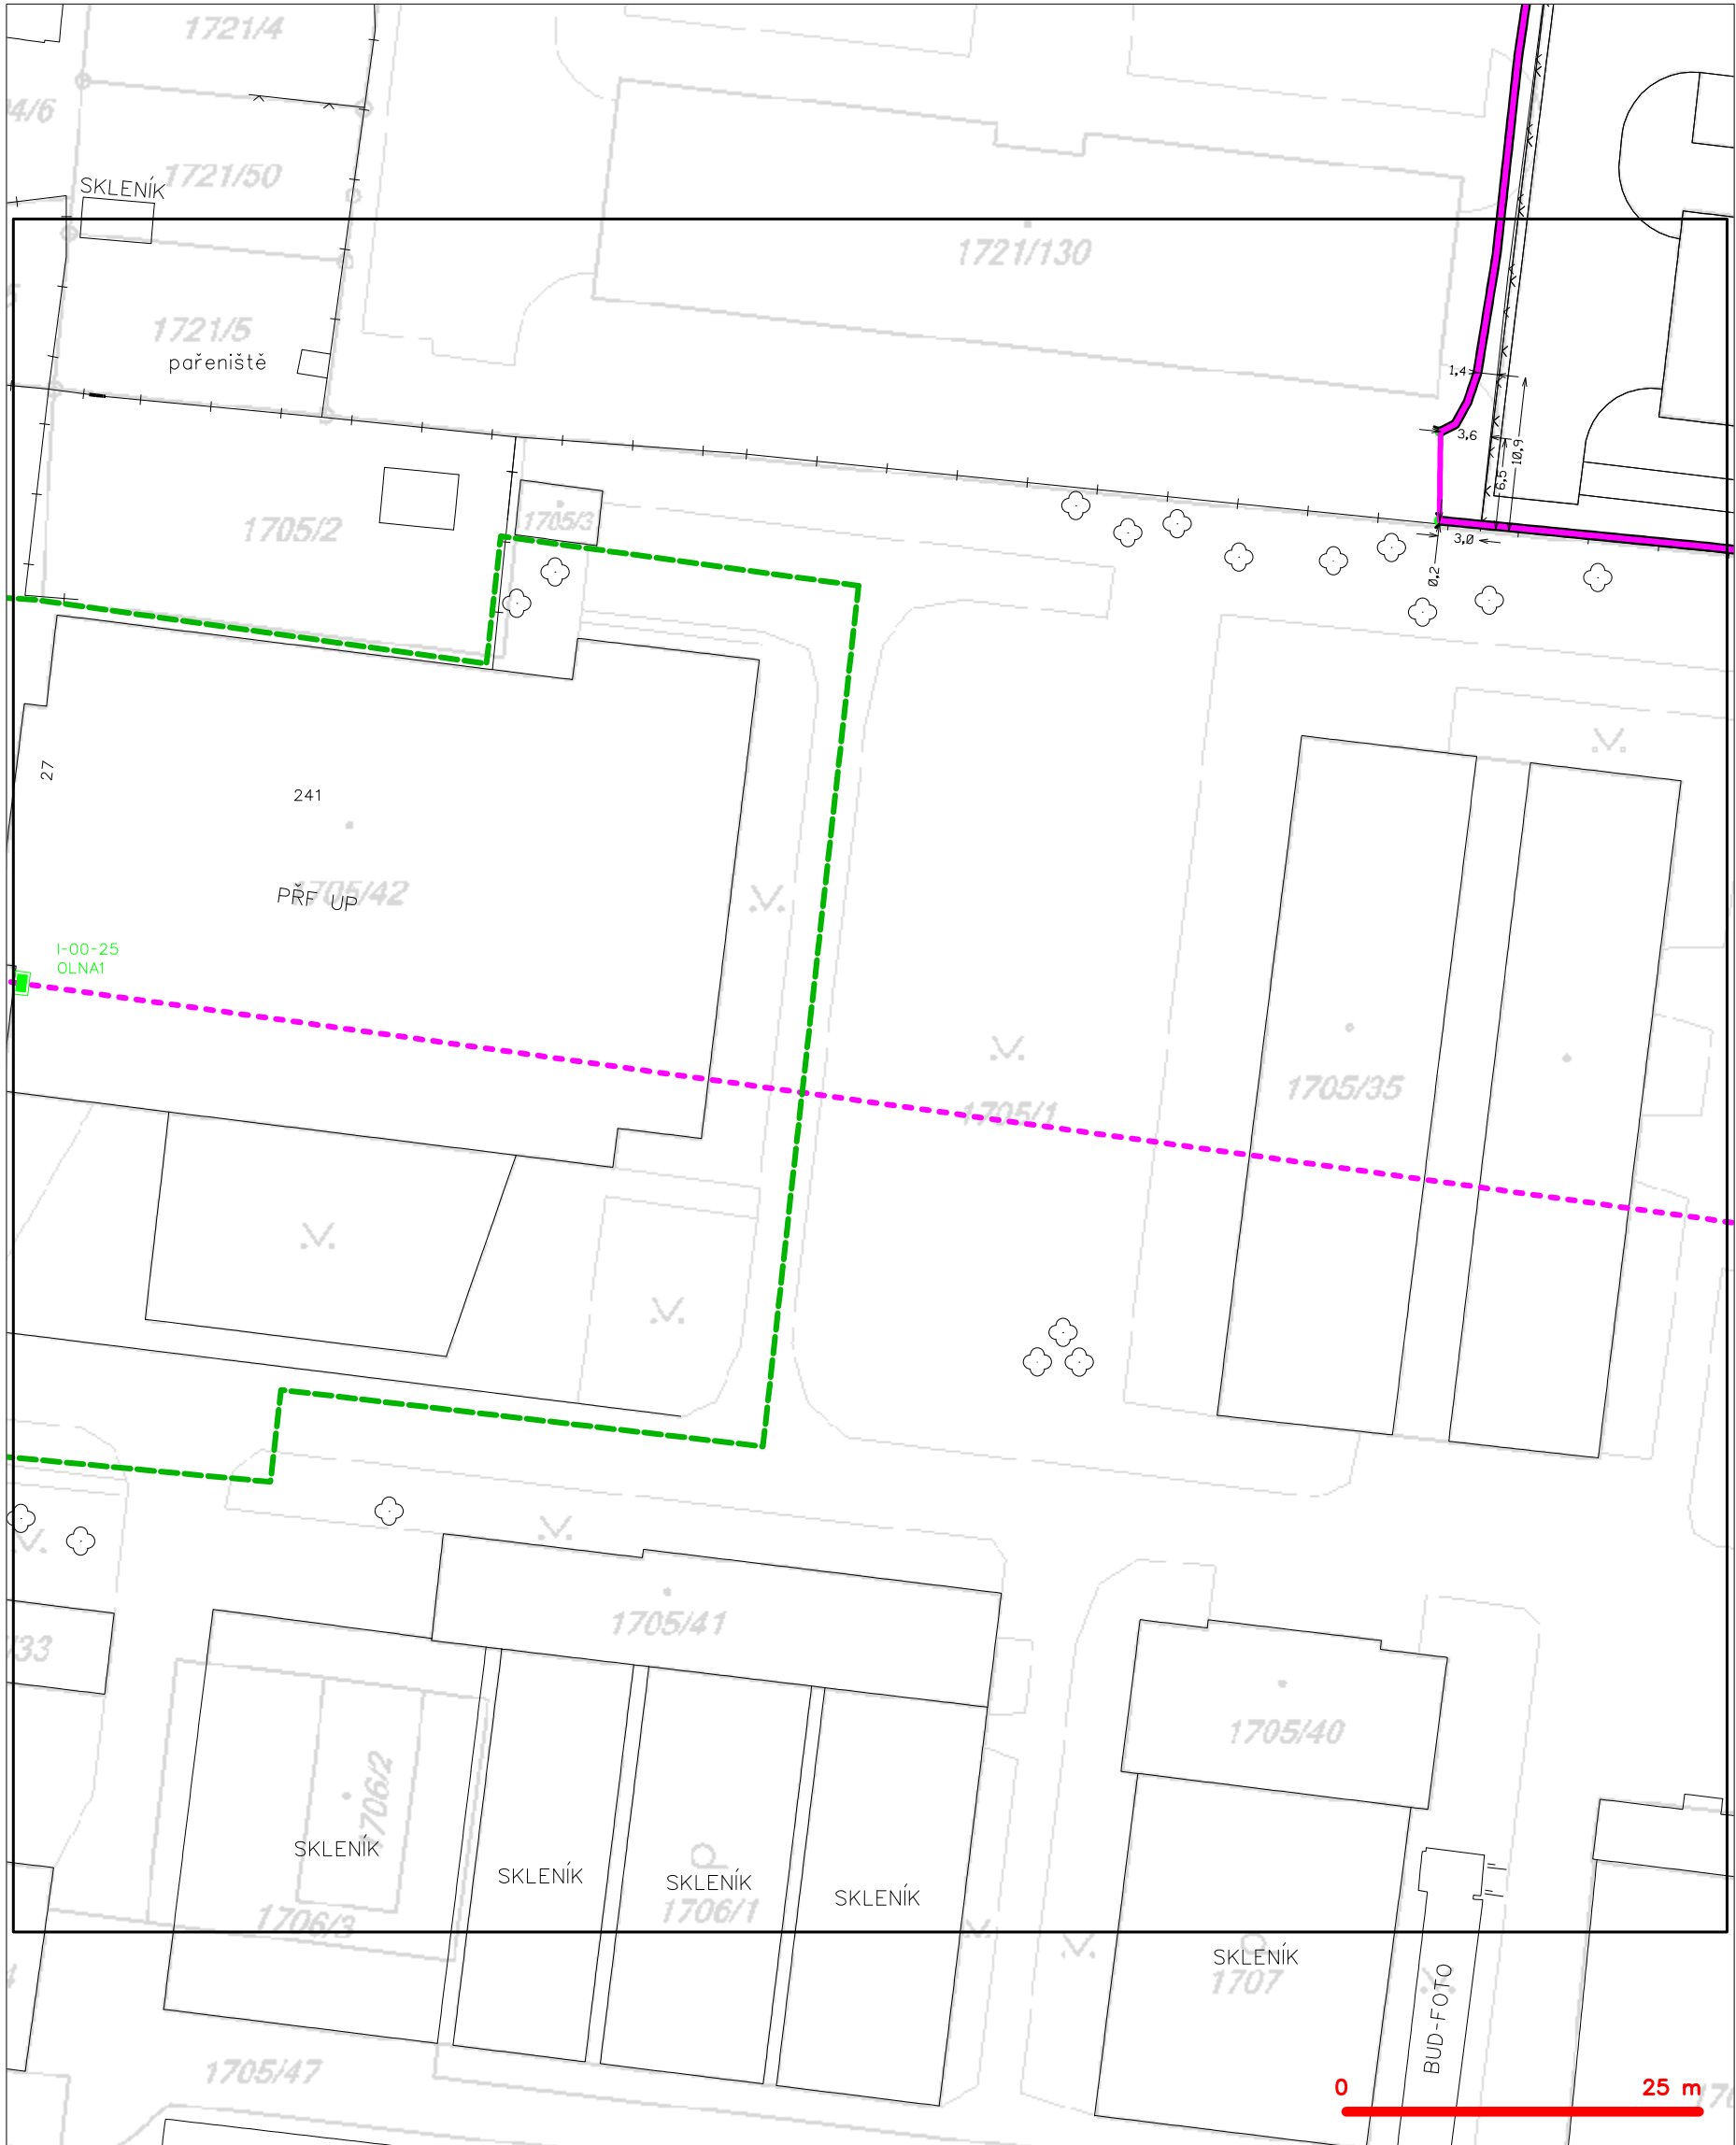 1721/4
4/6
1721/50
SKLENÍK
1721/130
1721/5
pařeniště
1,4
3,6
10,9
6,5
1705/3
1705/2
3,0
0,2
27
241
1705/42
PŘF UP
I-00-25
OLNA1
1705/35
1705/1
1705/41
/33
1705/40
1706/2
SKLENÍK
SKLENÍK
SKLENÍK
SKLENÍK
1706/1
1706/3
SKLENÍK
1707
BUD-FOTO
1705/47
0
25 m